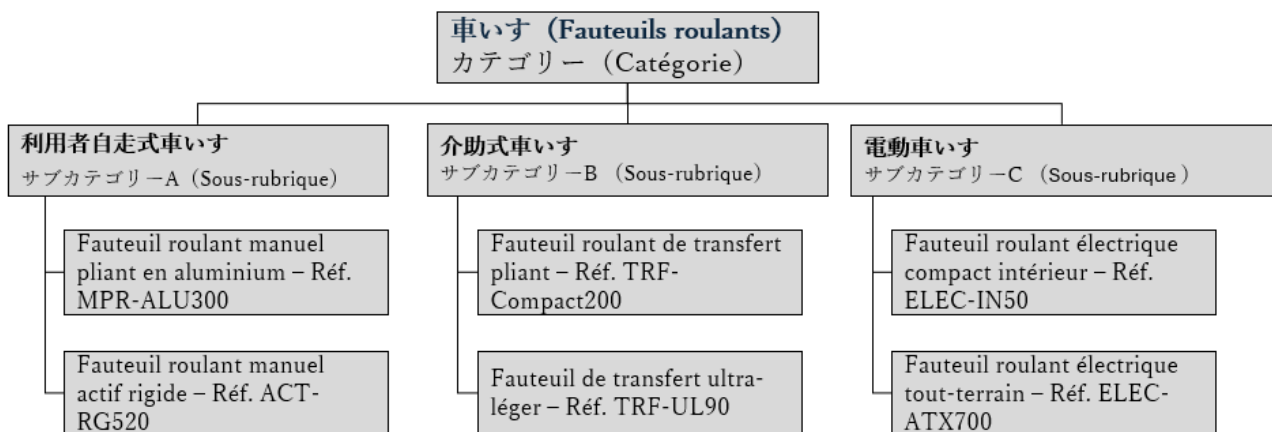 車いす（Fauteuils roulants）
カテゴリー（Catégorie）
利用者自走式車いす
サブカテゴリーA（Sous-rubrique）
Fauteuil roulant manuel
pliant en aluminium – Réf.
MPR-ALU300
Fauteuil roulant manuel
actif rigide – Réf. ACT-
RG520
介助式車いす
サブカテゴリーB （Sous-rubrique）
Fauteuil roulant de transfert
pliant – Réf. TRF-
Compact200
Fauteuil de transfert ultra-
léger – Réf. TRF-UL90
電動車いす
サブカテゴリーC （Sous-rubrique ）
Fauteuil roulant électrique
compact intérieur – Réf.
ELEC-IN50
Fauteuil roulant électrique
tout-terrain – Réf. ELEC-
ATX700